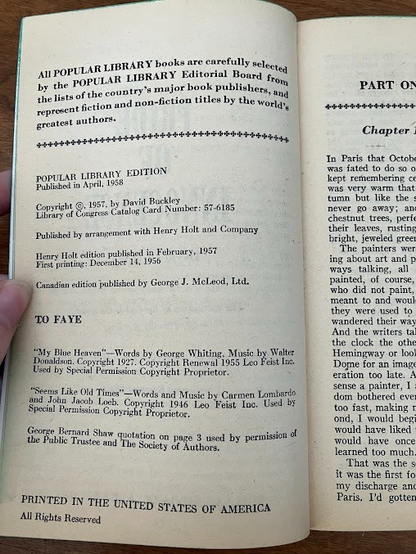 All POPULAR LIBRARY books are carefully selected
by the POPULAR LIBRARY Editorial Board from
the lists of the country's major book publishers, and
represent fiction and non-fiction titles by the world's
greatest authors.
POPULAR LIBRARY EDITION
Published in April, 1958
Copyright ©, 1957, by David Buckley
Library of Congress Catalog Card Number: 57-6185
Published by arrangement with Henry Holt and Company
Henry Holt edition published in February, 1957
First printing: December 14, 1956
Canadian edition published by George J. McLeod, Ltd.
TO FAYE
"My Blue Heaven"—Words by George Whiting, Music by Walter
Donaldson. Copyright 1927. Copyright Renewal 1955 Leo Feist Inc.
Used by Special Permission Copyright Proprietor.
"Seems Like Old Times"—Words and Music by Carmen Lombardo
and John Jacob Loeb. Copyright 1946 Leo Feist Inc. Used by
Special Permission Copyright Proprietor.
George Bernard Shaw quotation on page 3 used by permission of
the Public Trustee and The Society of Authors.
PRINTED IN THE UNITED STATES OF AMERICA
All Rights Reserved
PART ON
Chapter
In Paris that October
was fated to do so o
kept remembering ce
was very warm that
tumn but like the s
never go away; and
chestnut trees, perfe
their leaves, rusting
bright, jeweled green
The painters wer
ing about art and p
ways talking, all
painted, of course,
who did not paint,
meant to and would
they were used to
wandered their way
And the writers tal
the clock the othe
Hemingway or look
Dome for an image
eration too late. A
sense a painter, I a
dom bothered even
too fast, making m
ond, I would begi
would have liked
would have once
learned too much.
That was the s
it was the first fo
my discharge and
Paris. I'd gotten